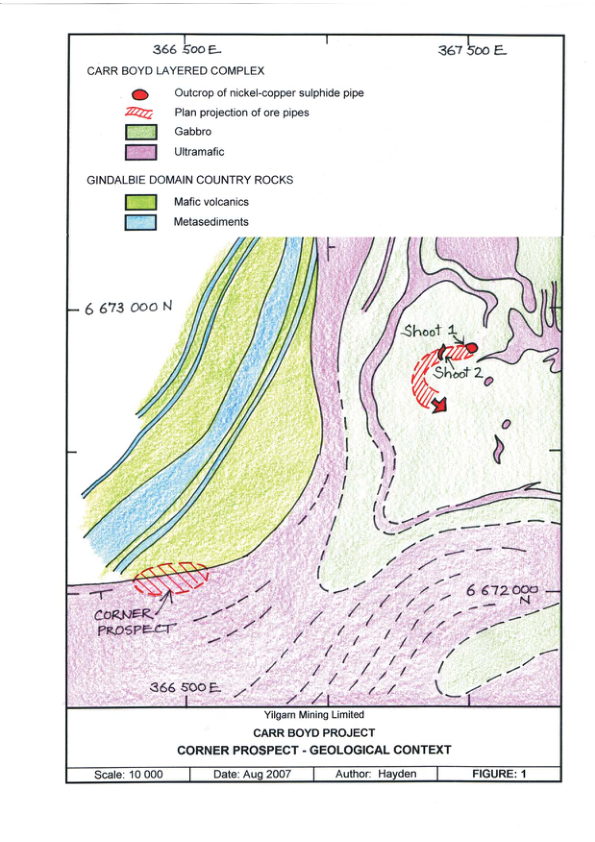 366 500 E
367 500 E
CARR BOYD LAYERED COMPLEX
Outcrop of nickel-copper sulphide pipe
Plan projection of ore pipes
Gabbro
Ultramafic
GINDALBIE DOMAIN COUNTRY ROCKS
Mafic volcanics
Metasediments
6 673 000 N
Shoot 1
Shoot 2
6 672 000
N
CORNER
PROSPECT
366 500 E
Yilgarn Mining Limited
CARR BOYD PROJECT
CORNER PROSPECT - GEOLOGICAL CONTEXT
Scale: 10 000
Date: Aug 2007
Author: Hayden
FIGURE: 1